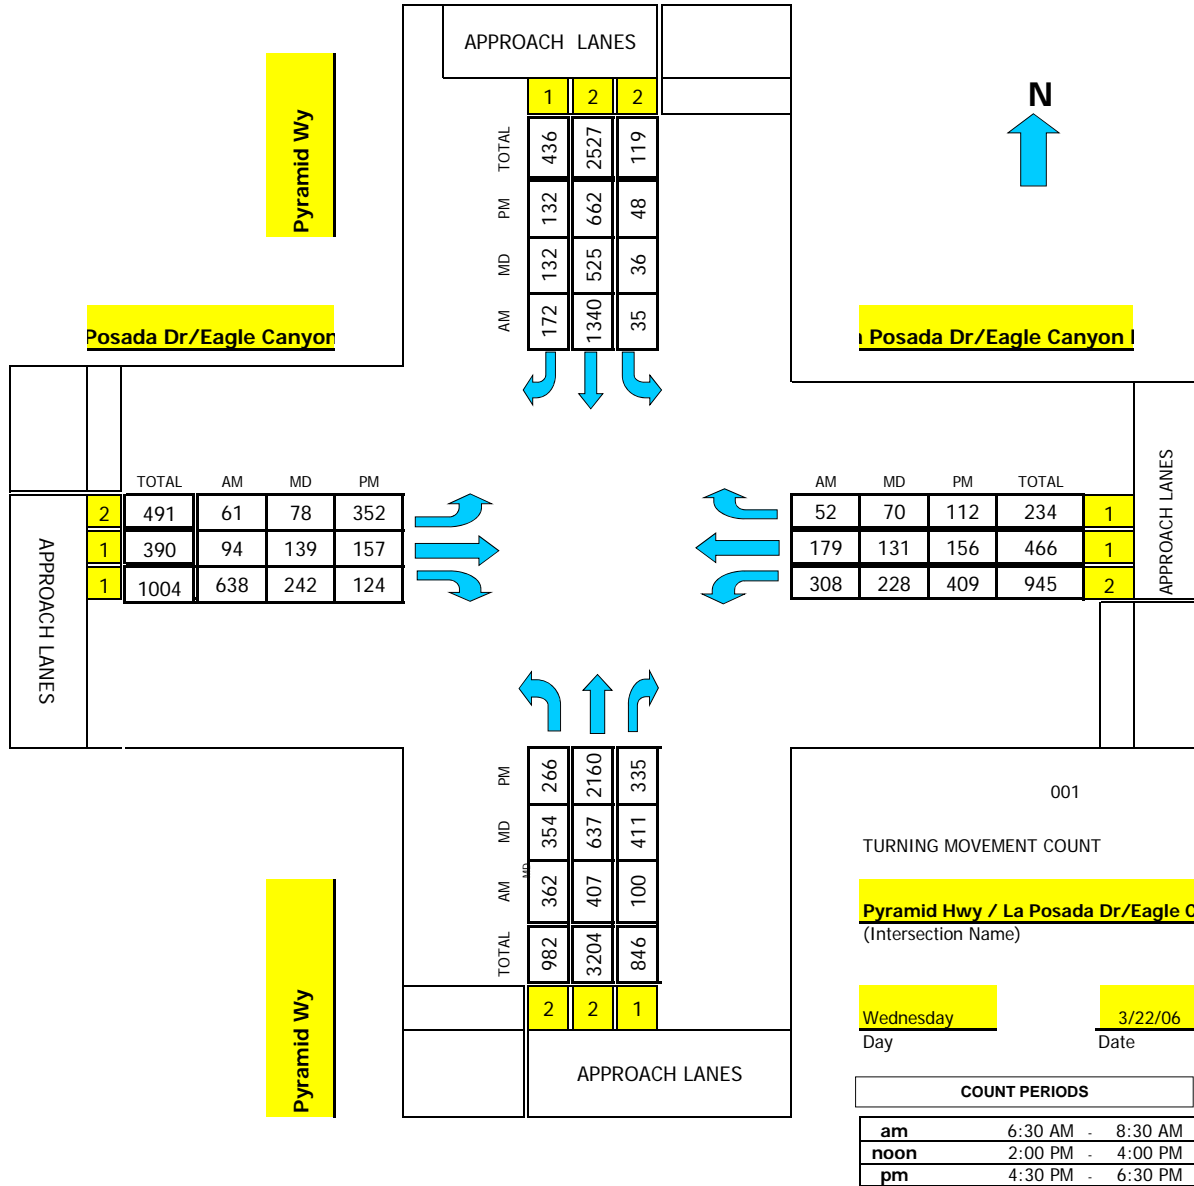 APPROACH LANES
1 2 2
TOTAL 436 2527 119
PM 132 662 48
MD 132 525 36
AM 172 1340 35
N
Pyramid Wy
Posada Dr/Eagle Canyon
Posada Dr/Eagle Canyon
TOTAL AM MD PM
2 491 61 78 352
1 390 94 139 157
1 1004 638 242 124
APPROACH LANES
AM MD PM TOTAL
52 70 112 234 1
179 131 156 466 1
308 228 409 945 2
APPROACH LANES
PM 266 2160 335
MD 354 637 411
MD
AM 362 407 100
TOTAL 982 3204 846
2 2 1
APPROACH LANES
Pyramid Wy
001
TURNING MOVEMENT COUNT
Pyramid Hwy / La Posada Dr/Eagle C
(Intersection Name)
Wednesday 3/22/06
Day Date
COUNT PERIODS
am 6:30 AM - 8:30 AM
noon 2:00 PM - 4:00 PM
pm 4:30 PM - 6:30 PM